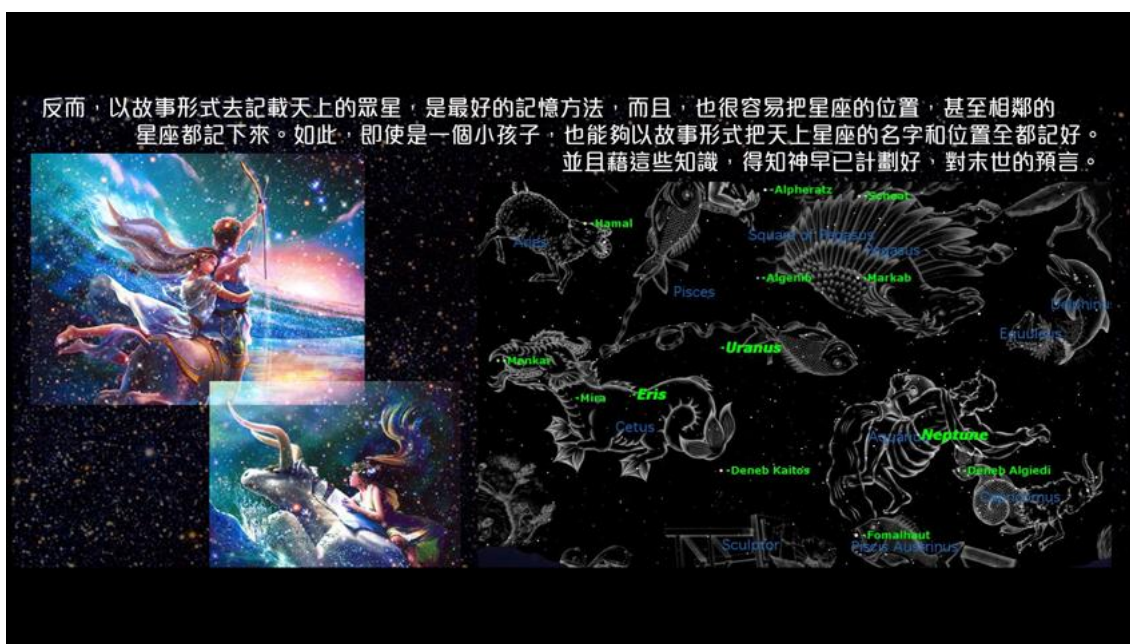 反而，以故事形式去記載天上的眾星，是最好的記憶方法，而且，也很容易把星座的位置，甚至相鄰的
星座都記下來。如此，即使是一個小孩子，也能夠以故事形式把天上星座的名字和位置全都記好。
並且藉這些知識，得知神早已計劃好，對末世的預言。
Alpheratz
Scheat
Hamal
Aries
Square of Pegasus
Pegasus
Algenib
Markab
Pisces
Delphinu
Equuleus
Uranus
Menkar
Eris
Mira
Cetus
Aquariu
Neptune
Deneb Kaitos
Deneb Algiedi
Capricornus
Fomalhaut
Sculptor
Piscis Austrinus